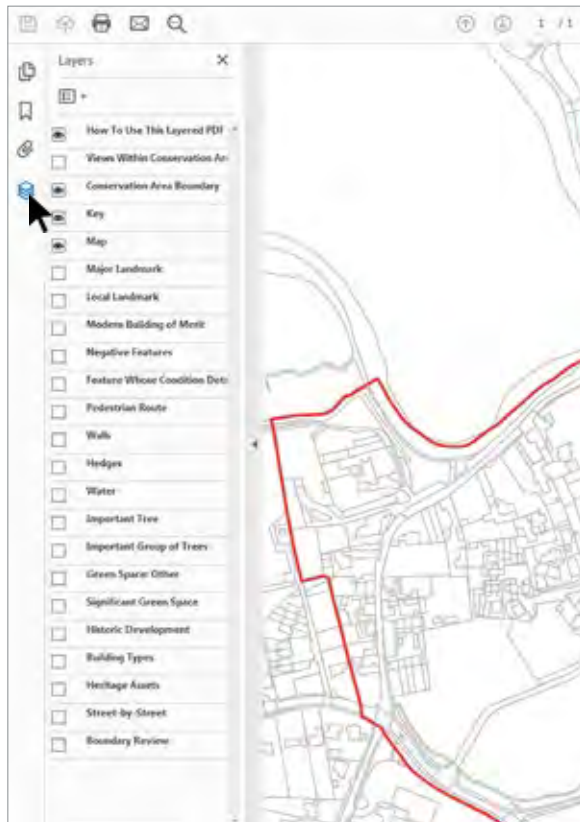 1 / 1
Layers
How To Use This Layered PDF
Views Within Conservation Are
Conservation Area Boundary
Key
Map
Major Landmark
Local Landmark
Modern Building of Merit
Negative Features
Feature Whose Condition Detr
Pedestrian Route
Walls
Hedges
Water
Important Tree
Important Group of Trees
Green Space: Other
Significant Green Space
Historic Development
Building Types
Heritage Assets
Street-by-Street
Boundary Review